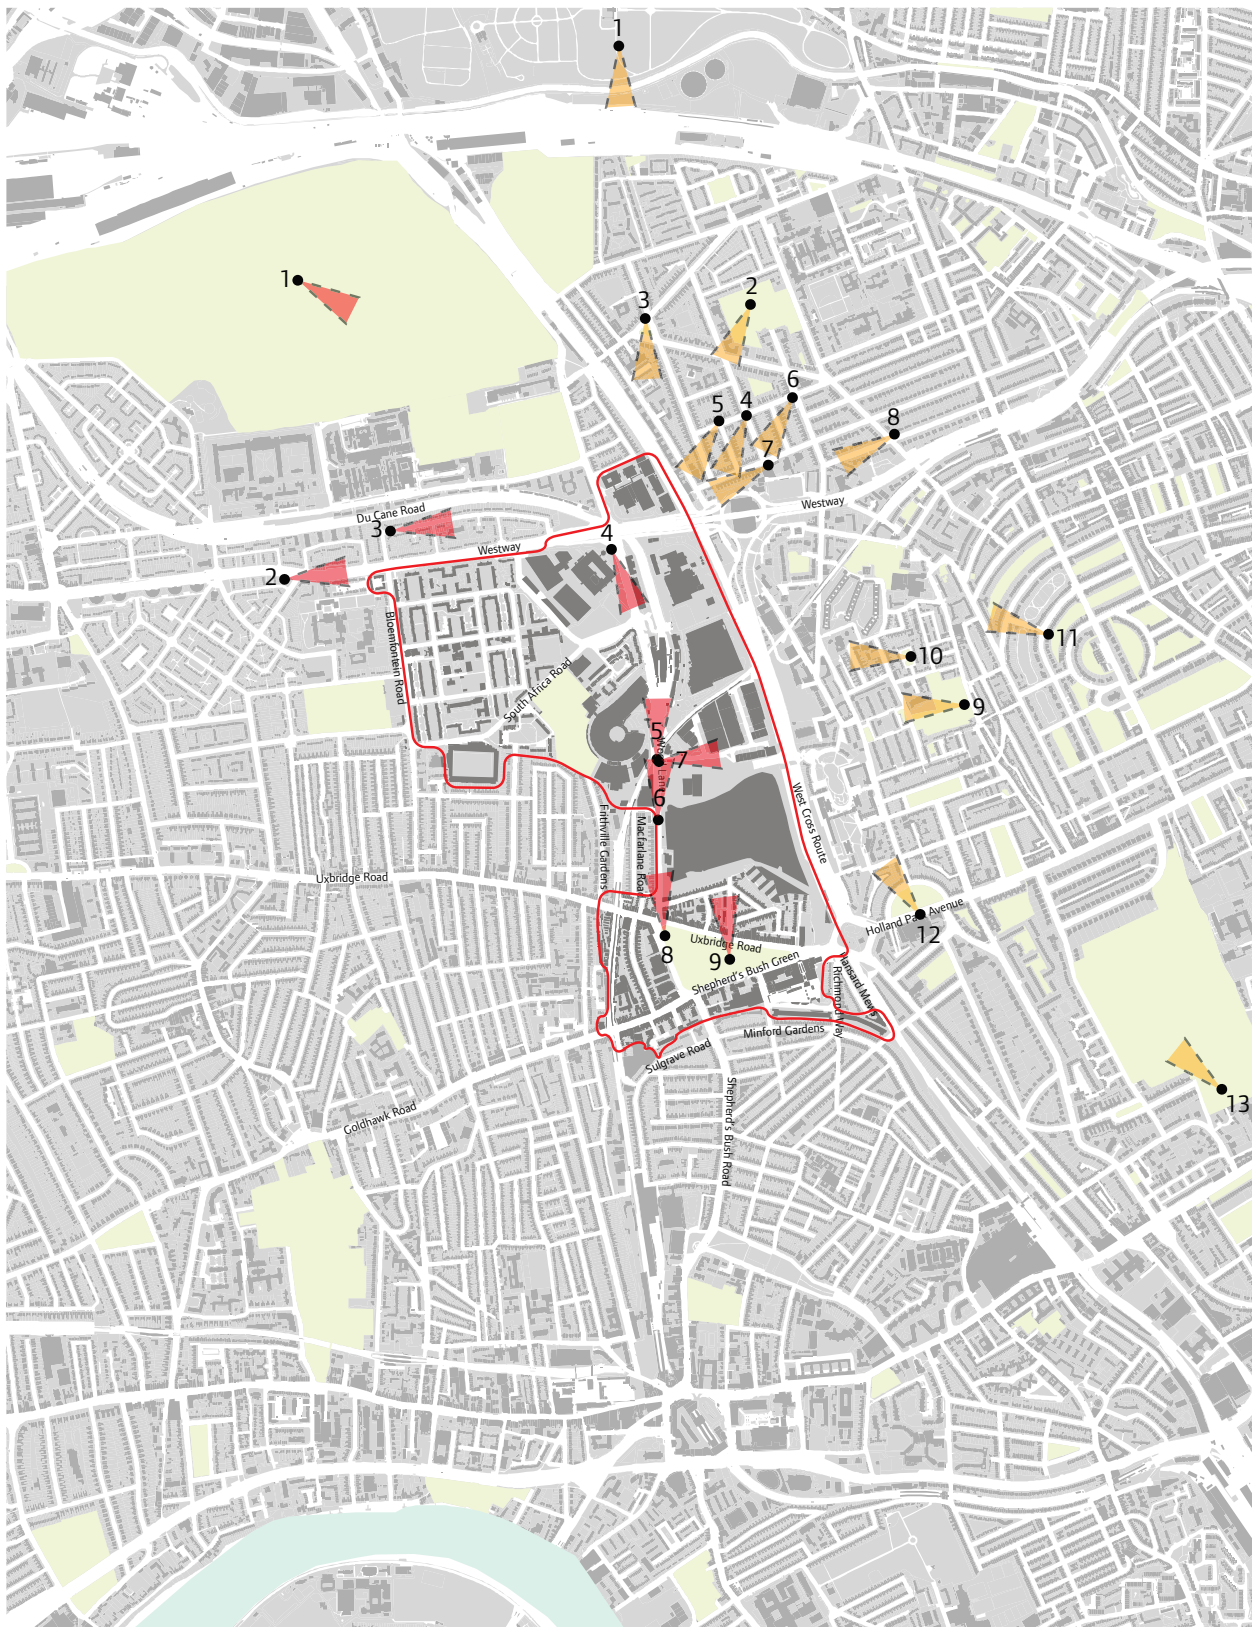 1
1
2
3
6
5
4
8
7
Westway
Du Cane Road
3
Westway
4
2
Bloemfontein Road
11
10
South Africa Road
9
5
Wood Lane
7
6
West Cross Route
Frithville Gardens
Macfarlane Road
Uxbridge Road
Holland Park Avenue
12
8
Uxbridge Road
9
Shepherd's Bush Green
Hansard Mews
Richmond Way
Minford Gardens
Sulgrave Road
13
Shepherd's Bush Road
Goldhawk Road